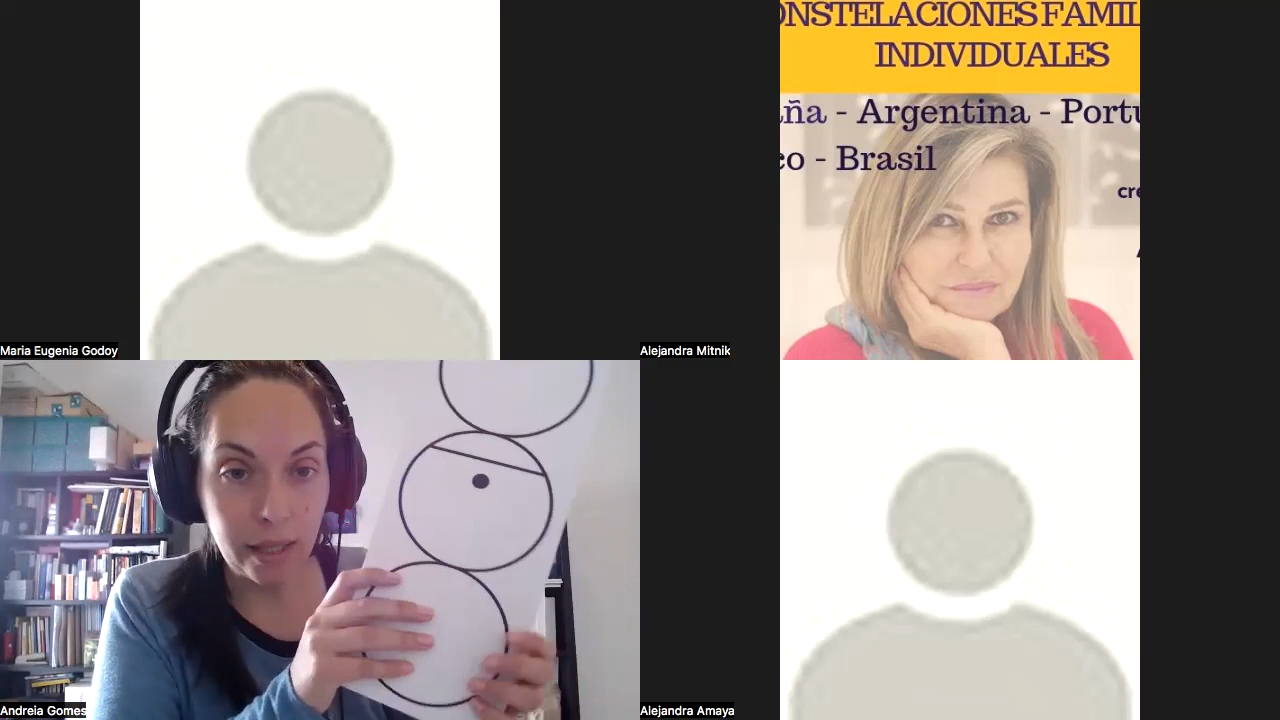 ONSTELACIONES FAMIL
INDIVIDUALES
ña - Argentina - Portu
co - Brasil
cre
Maria Eugenia Godoy
Alejandra Mitnik
Andreia Gomes
Alejandra Amaya